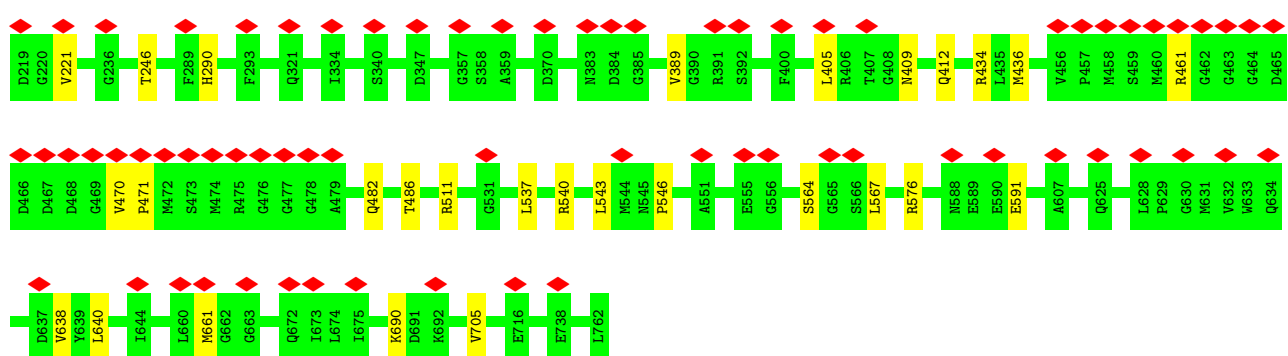 D219 G220 V221 G236 T246 F289 H290 F293 Q321 I334 S340 D347 G357 S358 A359 D370 N383 D384 G385 V389 G390 R391 S392 F400 L405 R406 T407 G408 N409 Q412 R434 L435 M436 V456 P457 M458 S459 M460 R461 G462 G463 G464 D465
D466 D467 D468 G469 V470 P471 M472 S473 M474 R475 G476 G477 G478 A479 Q482 T486 R511 G531 L537 R540 L543 M544 N545 P546 A551 E555 G556 S564 G565 S566 L567 R576 N588 E589 E590 E591 A607 Q625 L628 P629 G630 M631 V632 W633 Q634
D637 V638 Y639 L640 I644 L660 M661 G662 G663 Q672 I673 L674 I675 K690 D691 K692 V705 E716 E738 L762